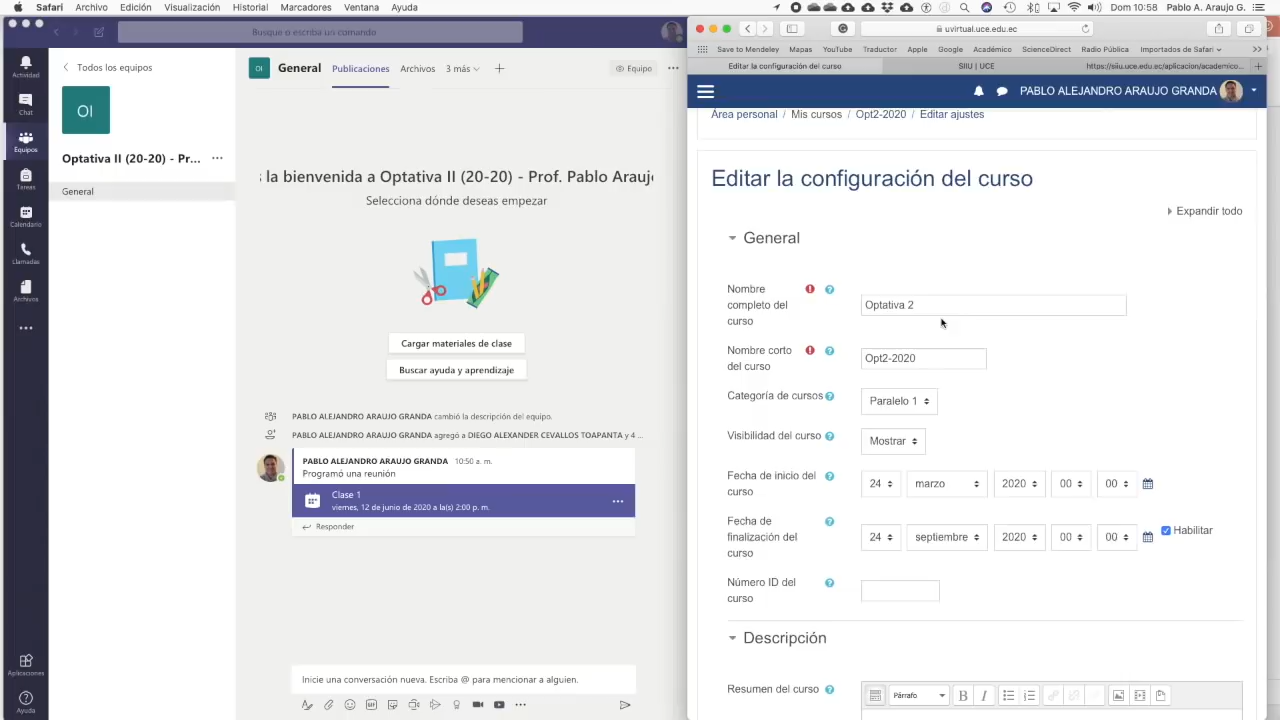 Safari Archivo Edición Visualización Historial Marcadores Ventana Ayuda
Dom 10:58 Pablo A. Araujo G.
Busque o escriba un comando
uvirtual.uce.edu.ec
Save to Mendeley Mapas YouTube Traductor Apple Google Académico ScienceDirect Radio Pública Importados de Safari
Editar la configuración del curso SIIU | UCE https://siiu.uce.edu.ec/aplicacion/academico...
PABLO ALEJANDRO ARAUJO GRANDA
Actividad
Chat
Equipos
Tareas
Calendario
Llamadas
Archivos
Aplicaciones
Ayuda
Todos los equipos
OI
Optativa II (20-20) - Pr...
General
OI General Publicaciones Archivos 3 más Equipo
s la bienvenida a Optativa II (20-20) - Prof. Pablo Araujo
Selecciona dónde deseas empezar
Cargar materiales de clase
Buscar ayuda y aprendizaje
PABLO ALEJANDRO ARAUJO GRANDA cambió la descripción del equipo.
PABLO ALEJANDRO ARAUJO GRANDA agregó a DIEGO ALEXANDER CEVALLOS TOAPANTA y 4 ...
PABLO ALEJANDRO ARAUJO GRANDA 10:50 a. m.
Programó una reunión
Clase 1
viernes, 12 de junio de 2020 a la(s) 2:00 p. m.
Responder
Inicie una conversación nueva. Escriba @ para mencionar a alguien.
Área personal / Mis cursos / Opt2-2020 / Editar ajustes
Editar la configuración del curso
Expandir todo
General
Nombre completo del curso Optativa 2
Nombre corto del curso Opt2-2020
Categoría de cursos Paralelo 1
Visibilidad del curso Mostrar
Fecha de inicio del curso 24 marzo 2020 00 00
Fecha de finalización del curso 24 septiembre 2020 00 00 Habilitar
Número ID del curso
Descripción
Resumen del curso Párrafo B I